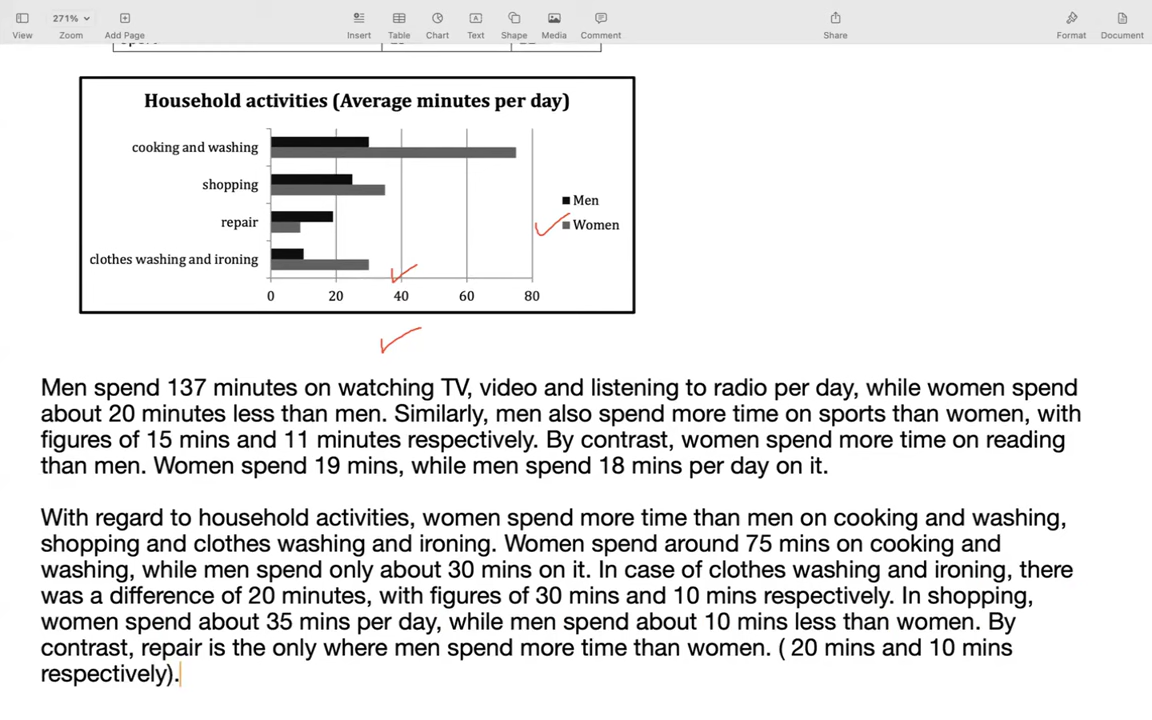 271%
View
Zoom
Add Page
Insert
Table
Chart
Text
Shape
Media
Comment
Share
Format
Document
Household activities (Average minutes per day)
cooking and washing
shopping
repair
clothes washing and ironing
Men
Women
0 20 40 60 80
Men spend 137 minutes on watching TV, video and listening to radio per day, while women spend
about 20 minutes less than men. Similarly, men also spend more time on sports than women, with
figures of 15 mins and 11 minutes respectively. By contrast, women spend more time on reading
than men. Women spend 19 mins, while men spend 18 mins per day on it.
With regard to household activities, women spend more time than men on cooking and washing,
shopping and clothes washing and ironing. Women spend around 75 mins on cooking and
washing, while men spend only about 30 mins on it. In case of clothes washing and ironing, there
was a difference of 20 minutes, with figures of 30 mins and 10 mins respectively. In shopping,
women spend about 35 mins per day, while men spend about 10 mins less than women. By
contrast, repair is the only where men spend more time than women. ( 20 mins and 10 mins
respectively).